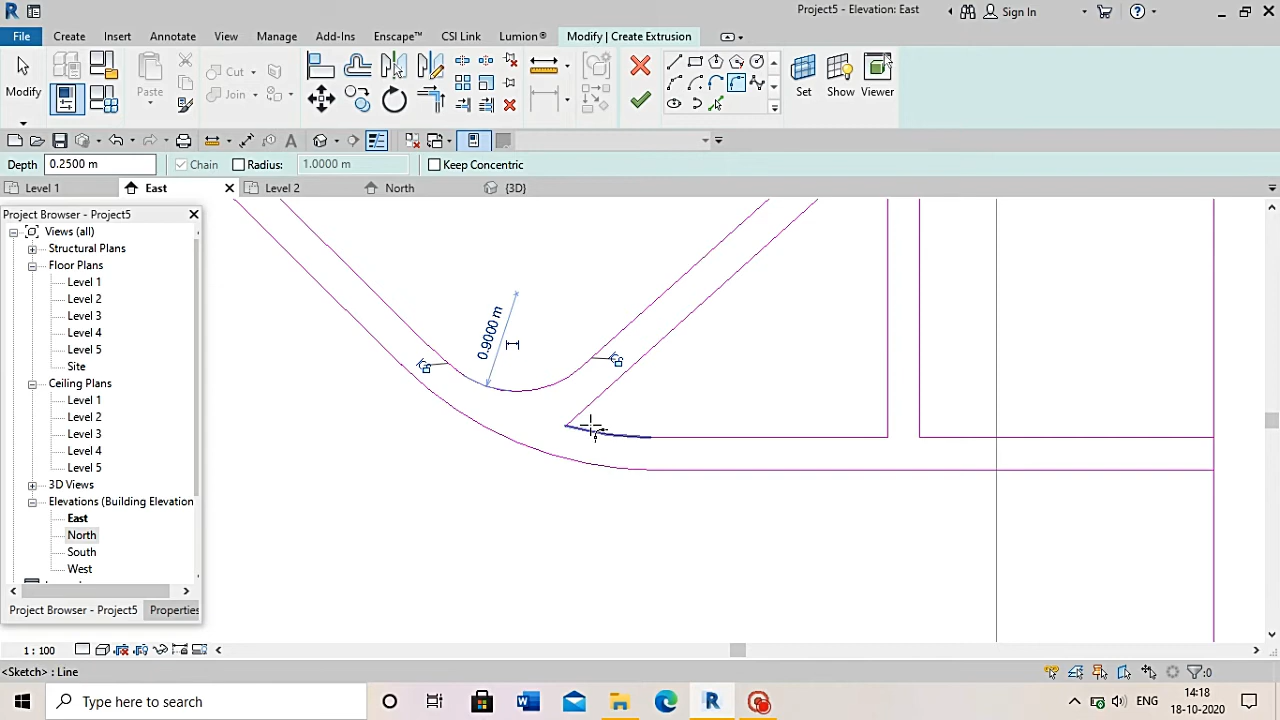 Project5 - Elevation: East
Sign In
File Create Insert Annotate View Manage Add-Ins Enscape™ CSI Link Lumion® Modify | Create Extrusion
Modify Paste Cut Join Set Show Viewer
Depth 0.2500 m Chain Radius: 1.0000 m Keep Concentric
Level 1 East Level 2 North {3D}
Project Browser - Project5
Views (all)
Structural Plans
Floor Plans
Level 1
Level 2
Level 3
Level 4
Level 5
Site
Ceiling Plans
Level 1
Level 2
Level 3
Level 4
Level 5
3D Views
Elevations (Building Elevation
East
North
South
West
Project Browser - Project5 Properties
0.9000 m
1 : 100
<Sketch> : Line
:0
Type here to search
ENG
14:18
18-10-2020